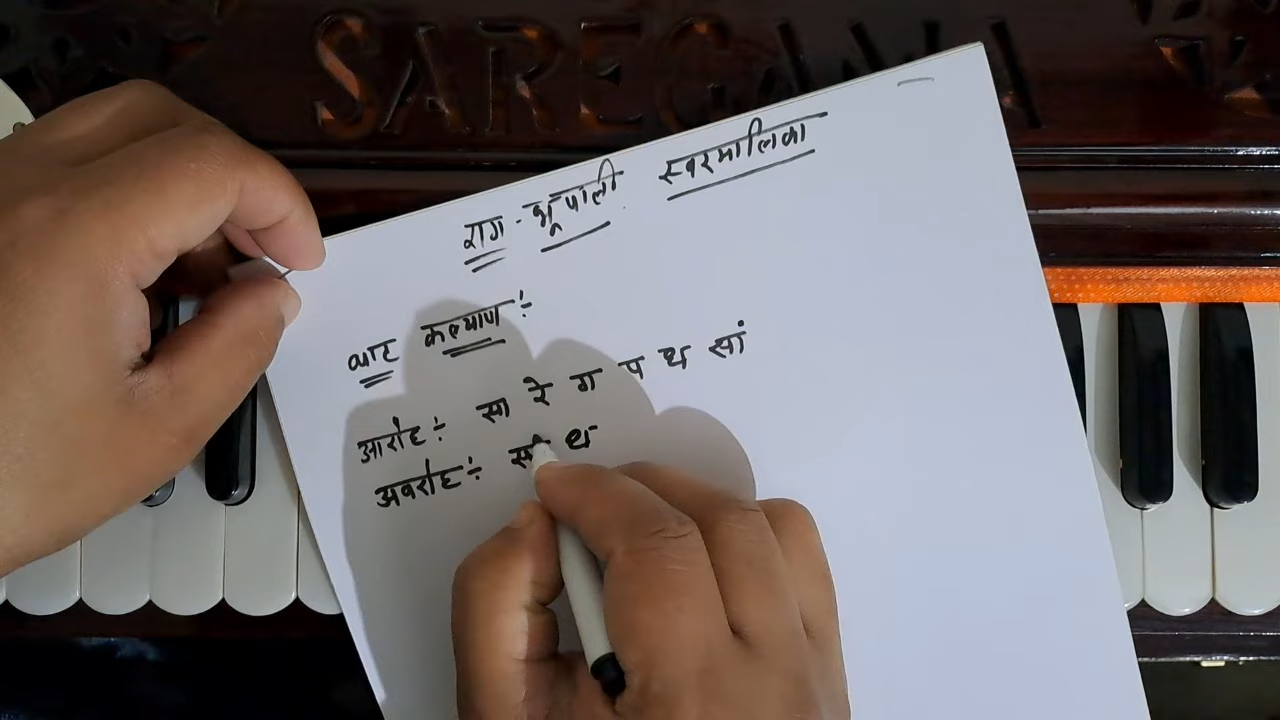 SAREGAMA
राग - भूपाली स्वरमालिका
थाट कल्याण ÷
आरोह ÷ सा रे ग प ध सां
अवरोह ÷ सां ध